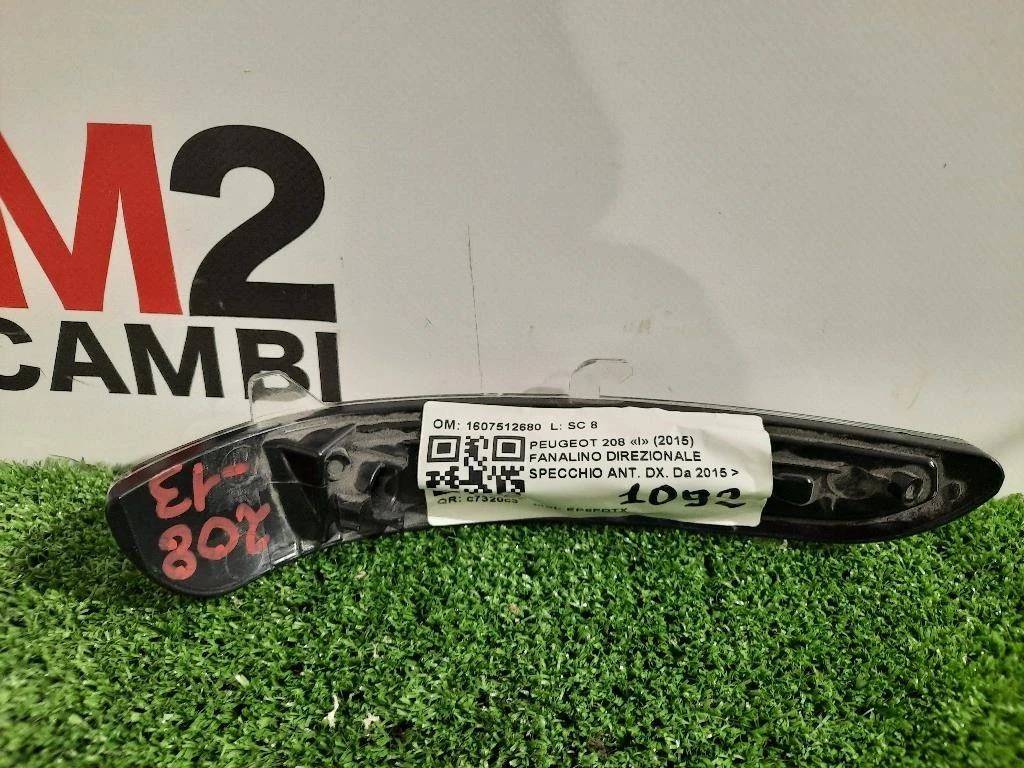 M2
CAMBI
OM: 1607512680 L: SC 8
PEUGEOT 208 «I» (2015)
FANALINO DIREZIONALE
SPECCHIO ANT. DX. Da 2015 >
1092
-13
208